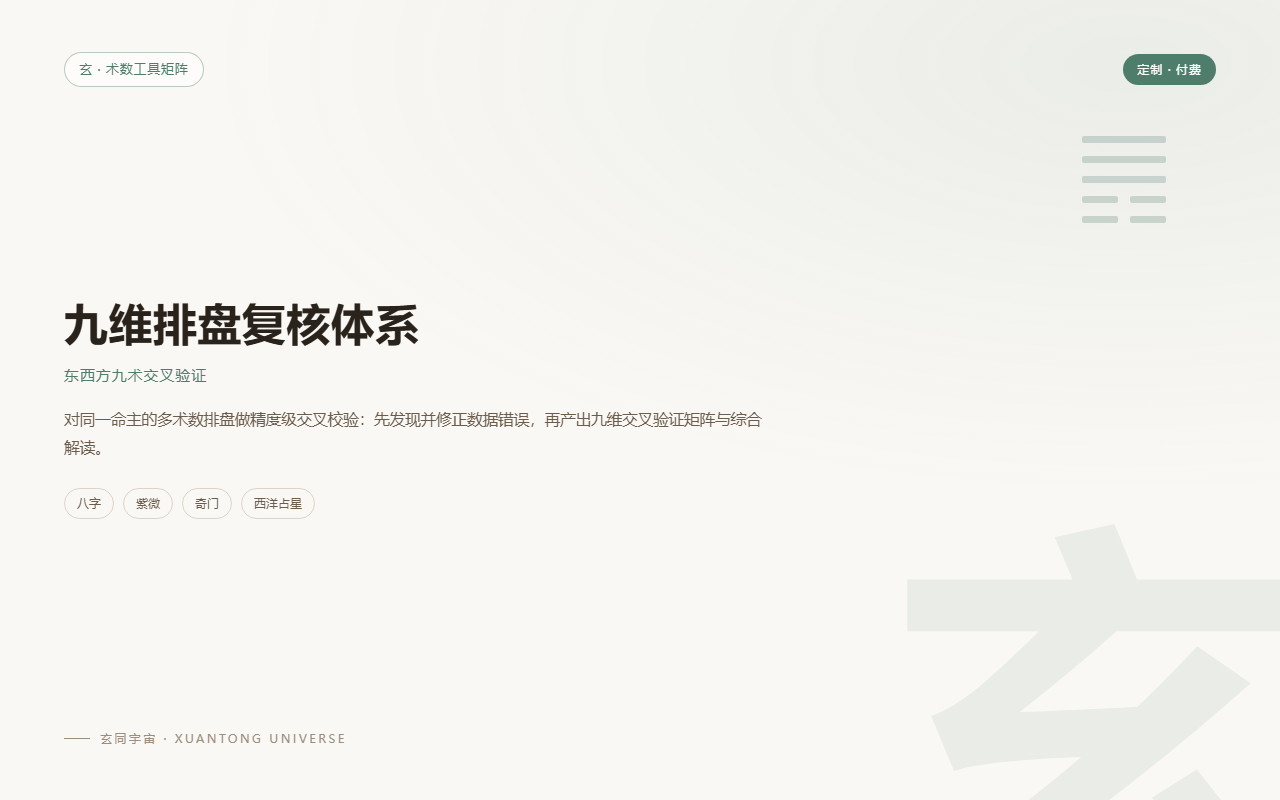 玄 · 术数工具矩阵
定制 · 付费
九维排盘复核体系
东西方九术交叉验证
对同一命主的多术数排盘做精度级交叉校验：先发现并修正数据错误，再产出九维交叉验证矩阵与综合
解读。
八字
紫微
奇门
西洋占星
玄同宇宙 · XUANTONG UNIVERSE
玄